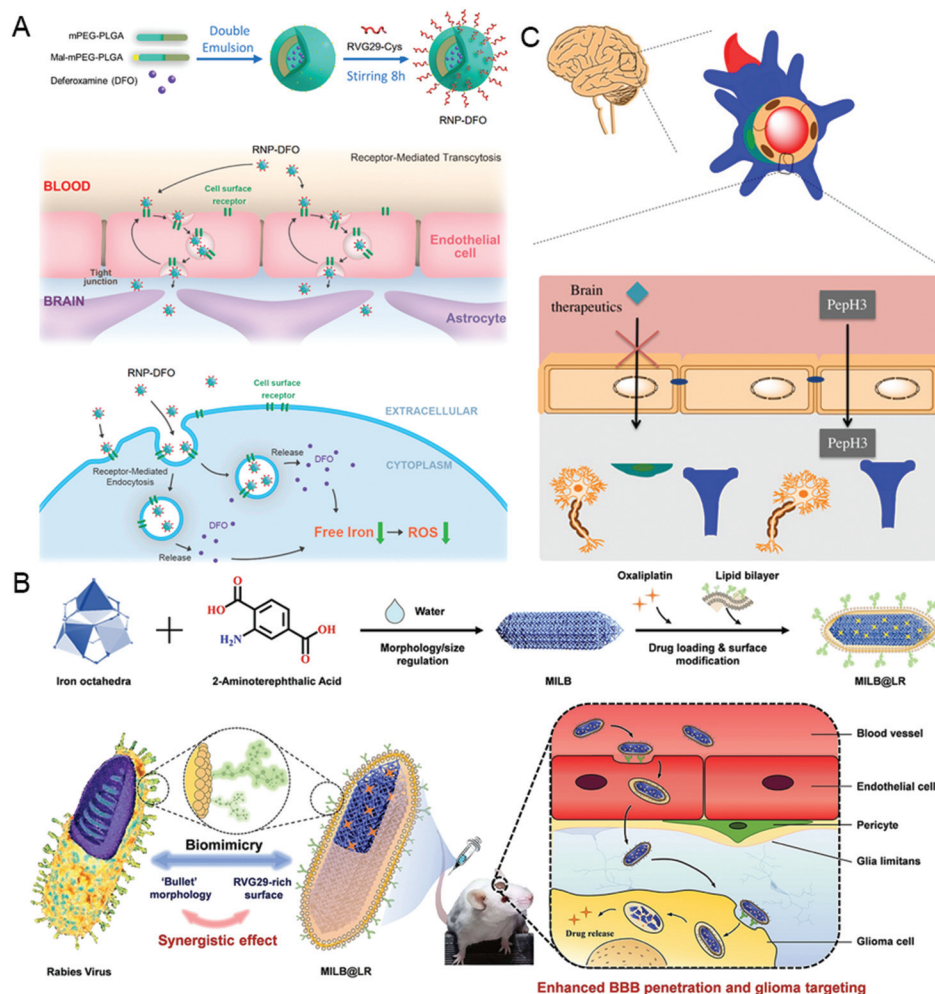 A
mPEG-PLGA
Mal-mPEG-PLGA
Deferoxamine (DFO)
Double
Emulsion
RVG29-Cys
Stirring 8h
RNP-DFO
RNP-DFO
Receptor-Mediated Transcytosis
BLOOD
Cell surface
receptor
Endothelial
cell
Tight
junction
BRAIN
Astrocyte
RNP-DFO
Cell surface
receptor
EXTRACELLULAR
CYTOPLASM
Receptor-Mediated
Endocytosis
Release
DFO
DFO
Release
Free Iron
ROS
C
Brain
therapeutics
PepH3
PepH3
B
Iron octahedra
HO
O
H₂N
O
OH
2-Aminoterephthalic Acid
Water
Morphology/size
regulation
MILB
Oxaliplatin
Lipid bilayer
Drug loading & surface
modification
MILB@LR
Biomimicry
'Bullet'
morphology
RVG29-rich
surface
Synergistic effect
Rabies Virus
MILB@LR
Blood vessel
Endothelial cell
Pericyte
Glia limitans
Glioma cell
Drug release
Enhanced BBB penetration and glioma targeting